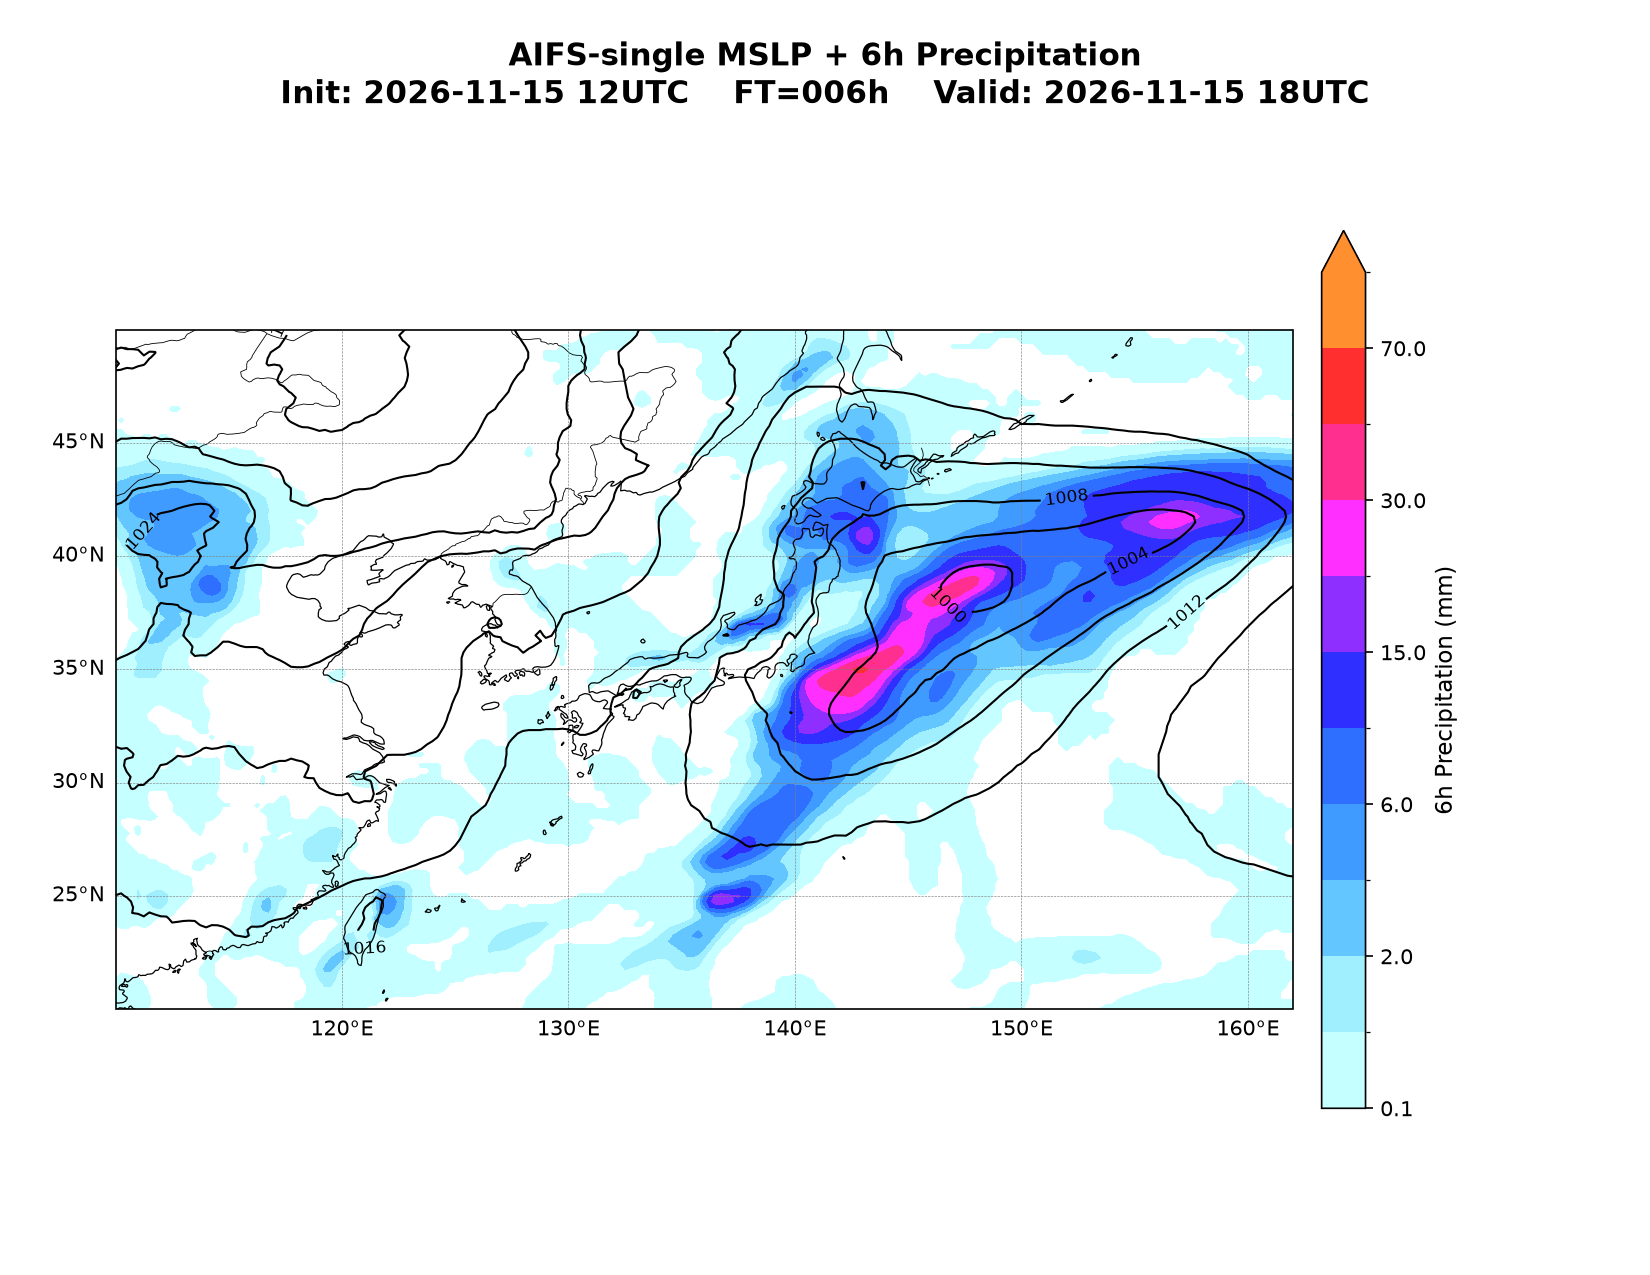 AIFS-single MSLP + 6h Precipitation
Init: 2026-11-15 12UTC    FT=006h    Valid: 2026-11-15 18UTC
45°N
40°N
35°N
30°N
25°N
120°E
130°E
140°E
150°E
160°E
1024
1008
1004
1000
1012
1016
70.0
30.0
15.0
6.0
2.0
0.1
6h Precipitation (mm)